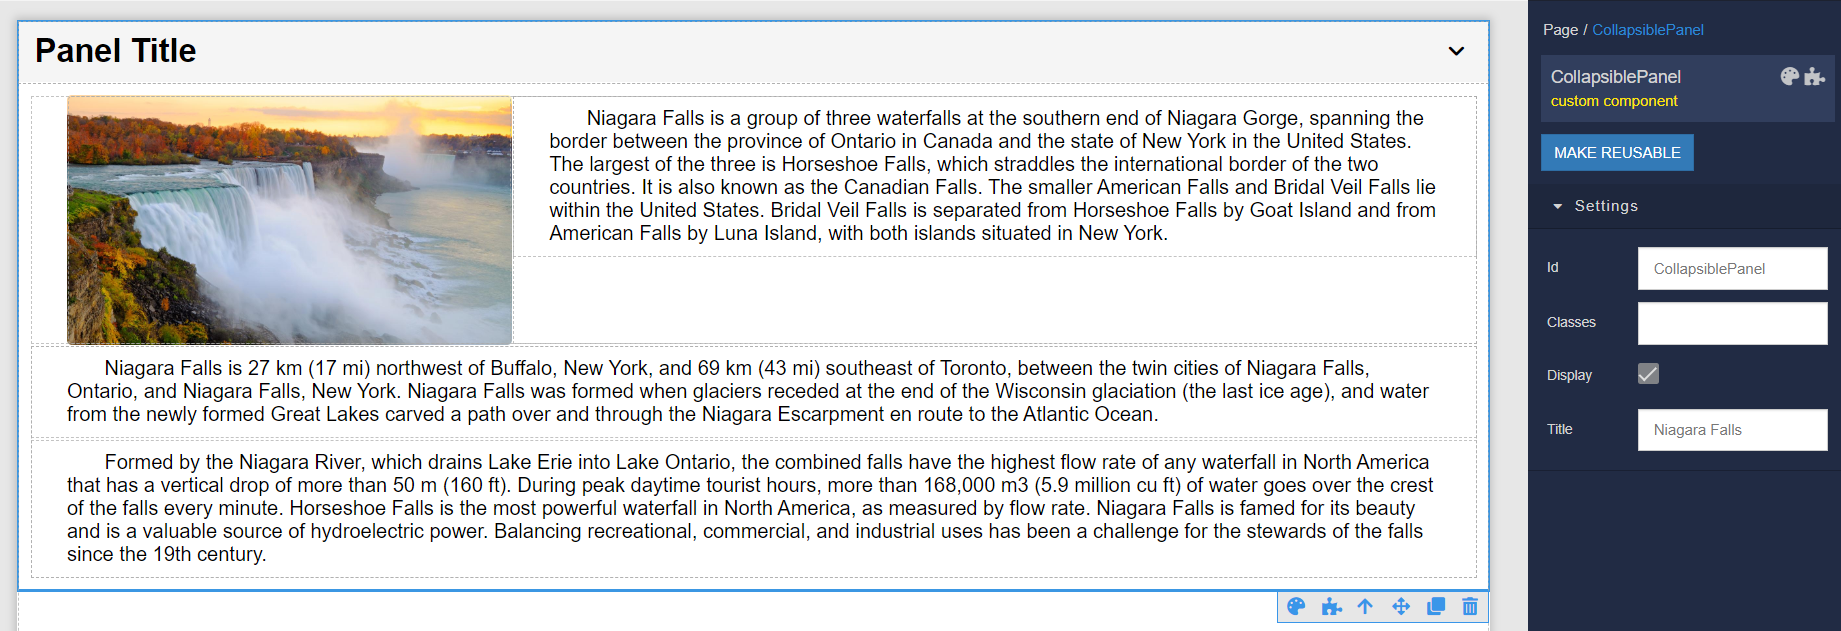 Panel Title
Niagara Falls is a group of three waterfalls at the southern end of Niagara Gorge, spanning the
border between the province of Ontario in Canada and the state of New York in the United States.
The largest of the three is Horseshoe Falls, which straddles the international border of the two
countries. It is also known as the Canadian Falls. The smaller American Falls and Bridal Veil Falls lie
within the United States. Bridal Veil Falls is separated from Horseshoe Falls by Goat Island and from
American Falls by Luna Island, with both islands situated in New York.
Niagara Falls is 27 km (17 mi) northwest of Buffalo, New York, and 69 km (43 mi) southeast of Toronto, between the twin cities of Niagara Falls,
Ontario, and Niagara Falls, New York. Niagara Falls was formed when glaciers receded at the end of the Wisconsin glaciation (the last ice age), and water
from the newly formed Great Lakes carved a path over and through the Niagara Escarpment en route to the Atlantic Ocean.
Formed by the Niagara River, which drains Lake Erie into Lake Ontario, the combined falls have the highest flow rate of any waterfall in North America
that has a vertical drop of more than 50 m (160 ft). During peak daytime tourist hours, more than 168,000 m3 (5.9 million cu ft) of water goes over the crest
of the falls every minute. Horseshoe Falls is the most powerful waterfall in North America, as measured by flow rate. Niagara Falls is famed for its beauty
and is a valuable source of hydroelectric power. Balancing recreational, commercial, and industrial uses has been a challenge for the stewards of the falls
since the 19th century.
Page / CollapsiblePanel
CollapsiblePanel
custom component
MAKE REUSABLE
Settings
Id CollapsiblePanel
Classes
Display
Title Niagara Falls